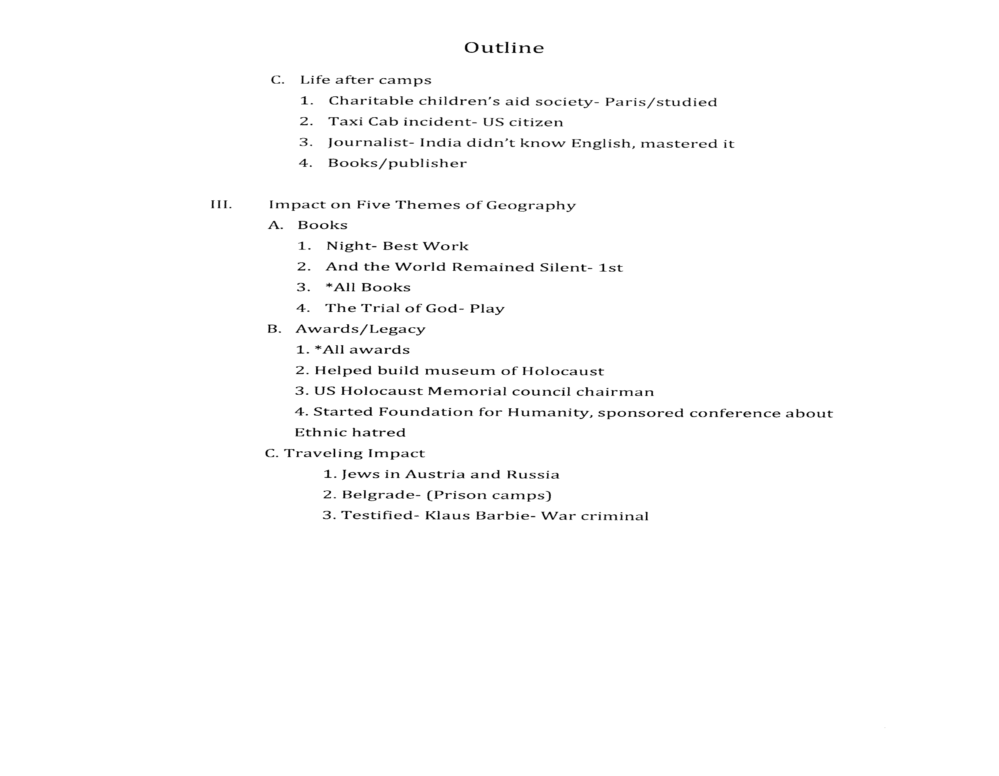 Outline
C. Life after camps
1. Charitable children's aid society- Paris/studied
2. Taxi Cab incident- US citizen
3. Journalist- India didn't know English, mastered it
4. Books/publisher
III. Impact on Five Themes of Geography
A. Books
1. Night- Best Work
2. And the World Remained Silent- 1st
3. *All Books
4. The Trial of God- Play
B. Awards/Legacy
1. *All awards
2. Helped build museum of Holocaust
3. US Holocaust Memorial council chairman
4. Started Foundation for Humanity, sponsored conference about
Ethnic hatred
C. Traveling Impact
1. Jews in Austria and Russia
2. Belgrade- (Prison camps)
3. Testified- Klaus Barbie- War criminal